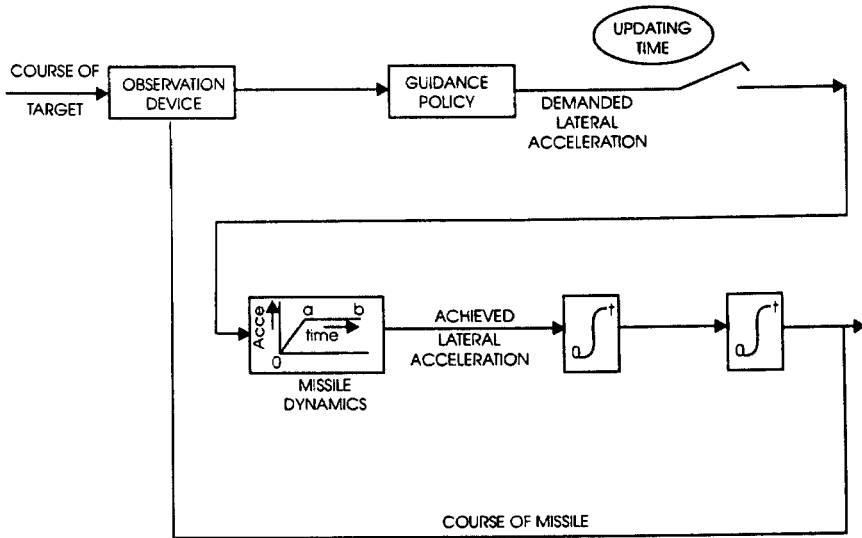 UPDATING
TIME
COURSE OF
TARGET
OBSERVATION
DEVICE
GUIDANCE
POLICY
DEMANDED
LATERAL
ACCELERATION
Acce
a b
time
0
MISSILE
DYNAMICS
ACHIEVED
LATERAL
ACCELERATION
t
0
t
0
COURSE OF MISSILE